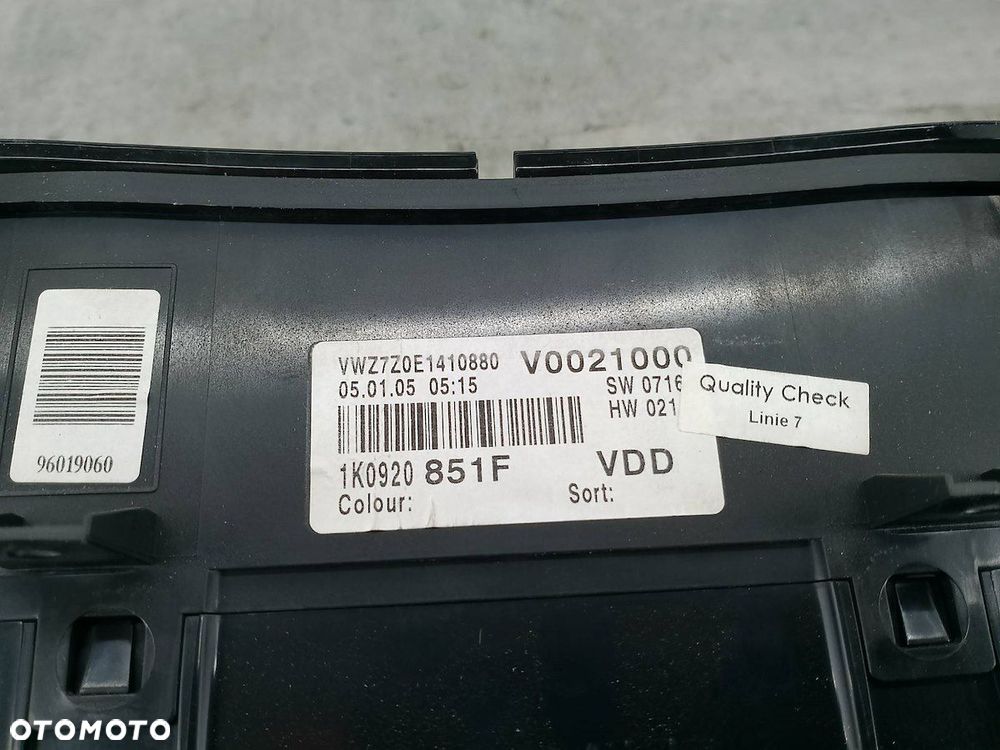 96019060
VWZ7Z0E1410880 V0021000
05.01.05 05:15 SW 0716
HW 021
1K0920 851F VDD
Colour: Sort:
Quality Check
Linie 7
OTOMOTO